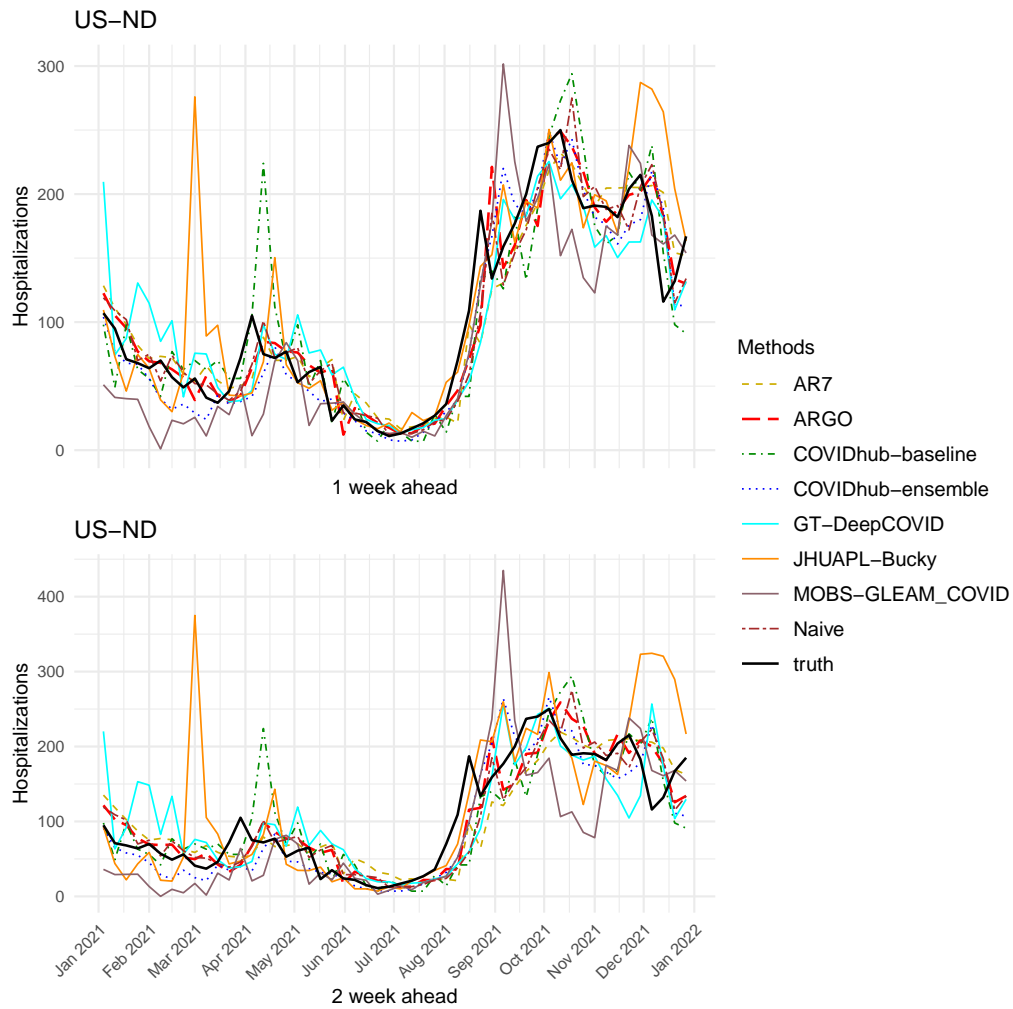 US−ND
Hospitalizations
300
200
100
0
1 week ahead
US−ND
Hospitalizations
400
300
200
100
0
Jan 2021
Feb 2021
Mar 2021
Apr 2021
May 2021
Jun 2021
Jul 2021
Aug 2021
Sep 2021
Oct 2021
Nov 2021
Dec 2021
Jan 2022
2 week ahead
Methods
AR7
ARGO
COVIDhub−baseline
COVIDhub−ensemble
GT−DeepCOVID
JHUAPL−Bucky
MOBS−GLEAM_COVID
Naive
truth